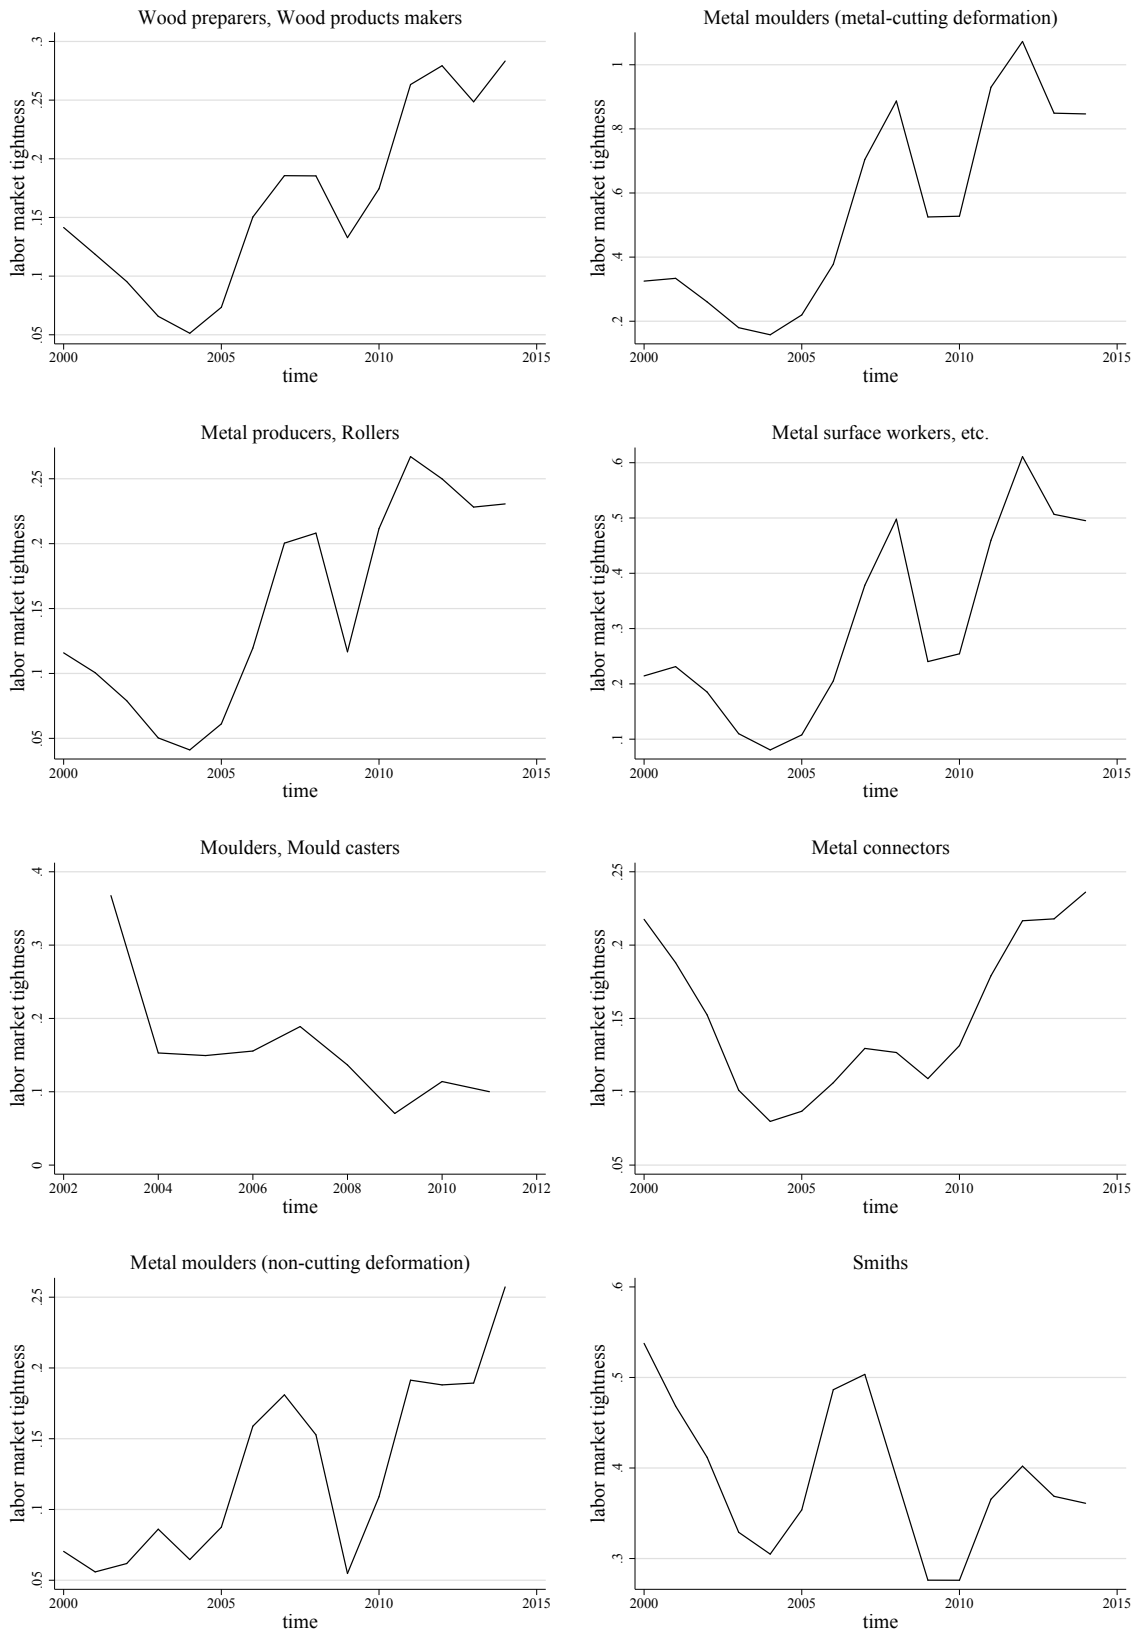 Wood preparers, Wood products makers
labor market tightness
.3
.25
.2
.15
.1
.05
2000 2005 2010 2015
time
Metal moulders (metal-cutting deformation)
labor market tightness
1
.8
.6
.4
.2
2000 2005 2010 2015
time
Metal producers, Rollers
labor market tightness
.25
.2
.15
.1
.05
2000 2005 2010 2015
time
Metal surface workers, etc.
labor market tightness
.6
.5
.4
.3
.2
.1
2000 2005 2010 2015
time
Moulders, Mould casters
labor market tightness
.4
.3
.2
.1
0
2002 2004 2006 2008 2010 2012
time
Metal connectors
labor market tightness
.25
.2
.15
.1
.05
2000 2005 2010 2015
time
Metal moulders (non-cutting deformation)
labor market tightness
.25
.2
.15
.1
.05
2000 2005 2010 2015
time
Smiths
labor market tightness
.6
.5
.4
.3
2000 2005 2010 2015
time